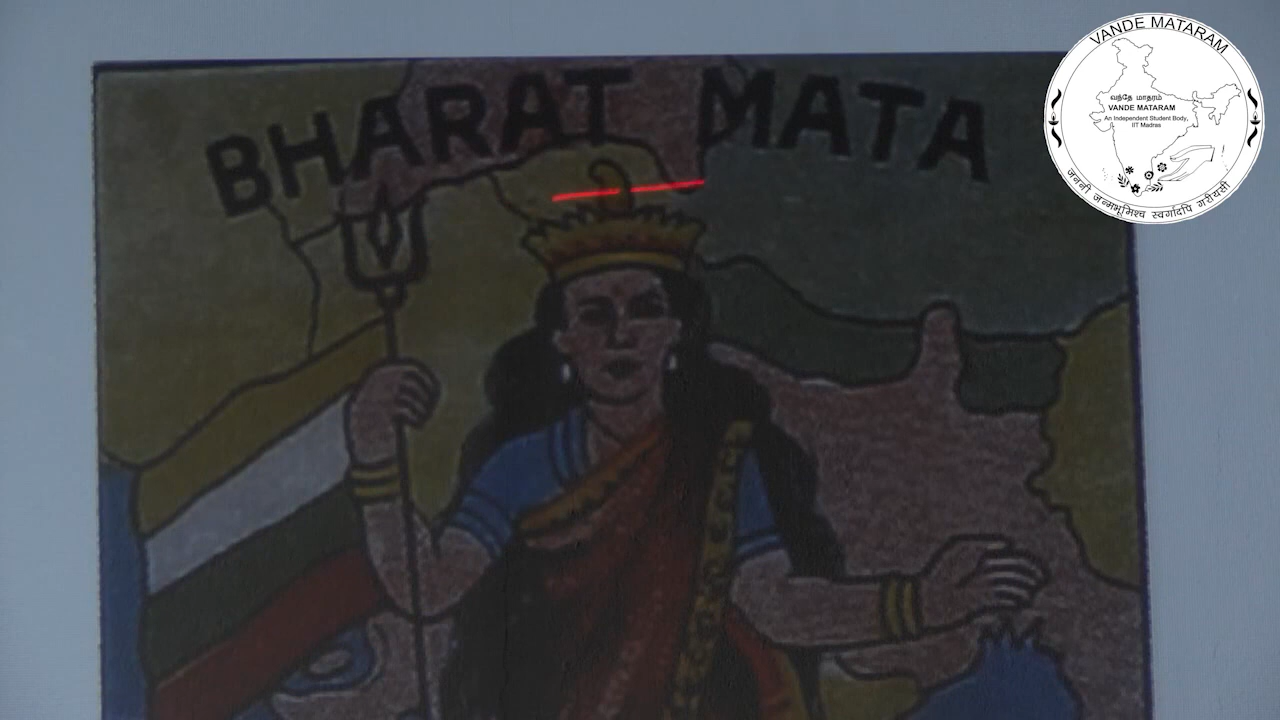 BHARAT MATA
VANDE MATARAM
வந்தே மாதரம்
VANDE MATARAM
An Independent Student Body,
IIT Madras
जननी जन्मभूमिश्च स्वर्गादपि गरीयसी